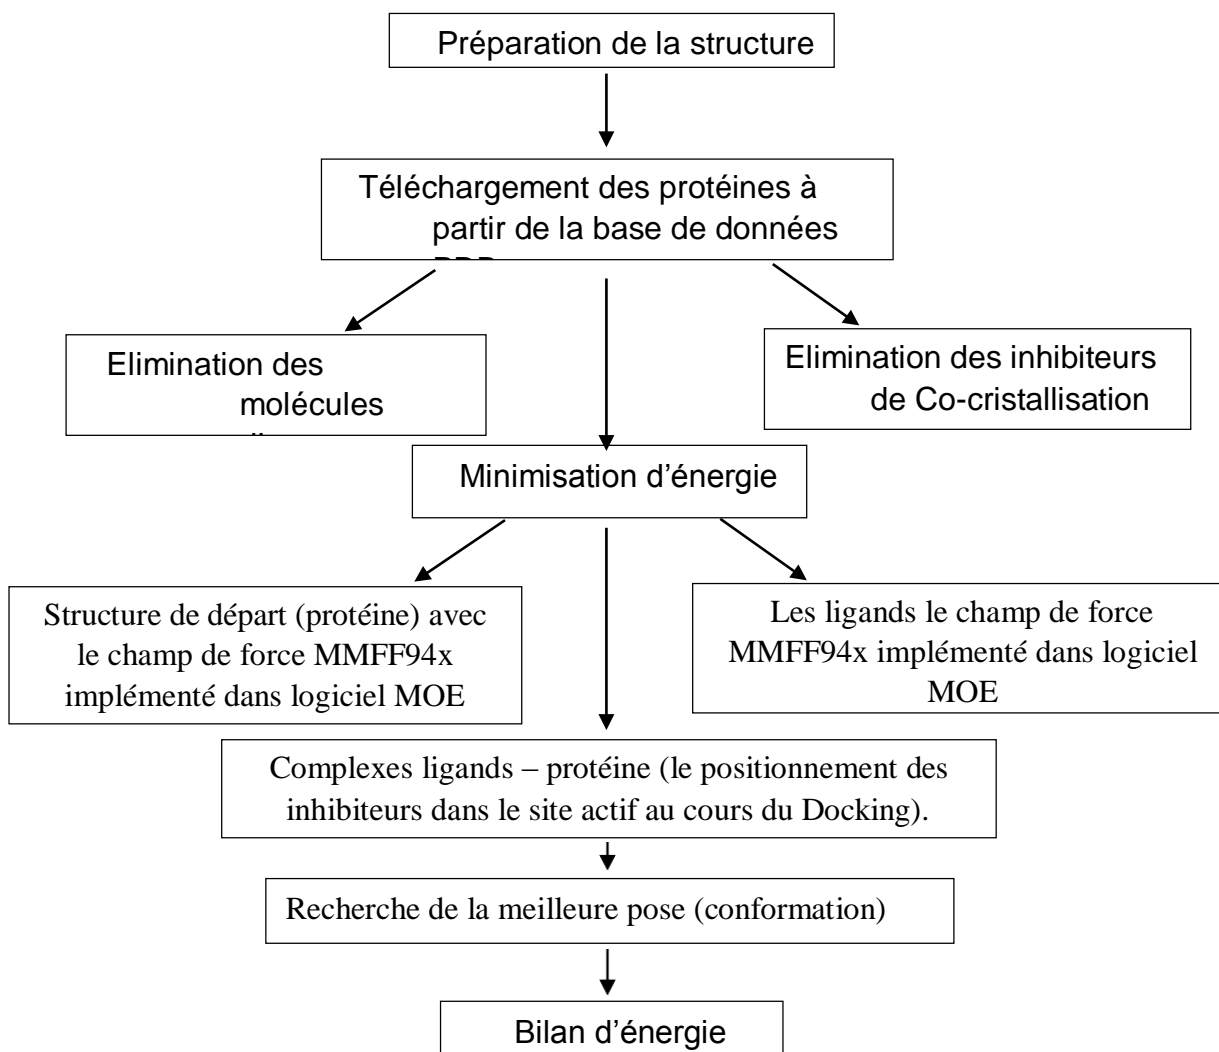 Préparation de la structure
Téléchargement des protéines à
partir de la base de données
Elimination des
molécules
Elimination des inhibiteurs
de Co-cristallisation
Minimisation d’énergie
Structure de départ (protéine) avec
le champ de force MMFF94x
implémenté dans logiciel MOE
Les ligands le champ de force
MMFF94x implémenté dans logiciel
MOE
Complexes ligands – protéine (le positionnement des
inhibiteurs dans le site actif au cours du Docking).
Recherche de la meilleure pose (conformation)
Bilan d’énergie